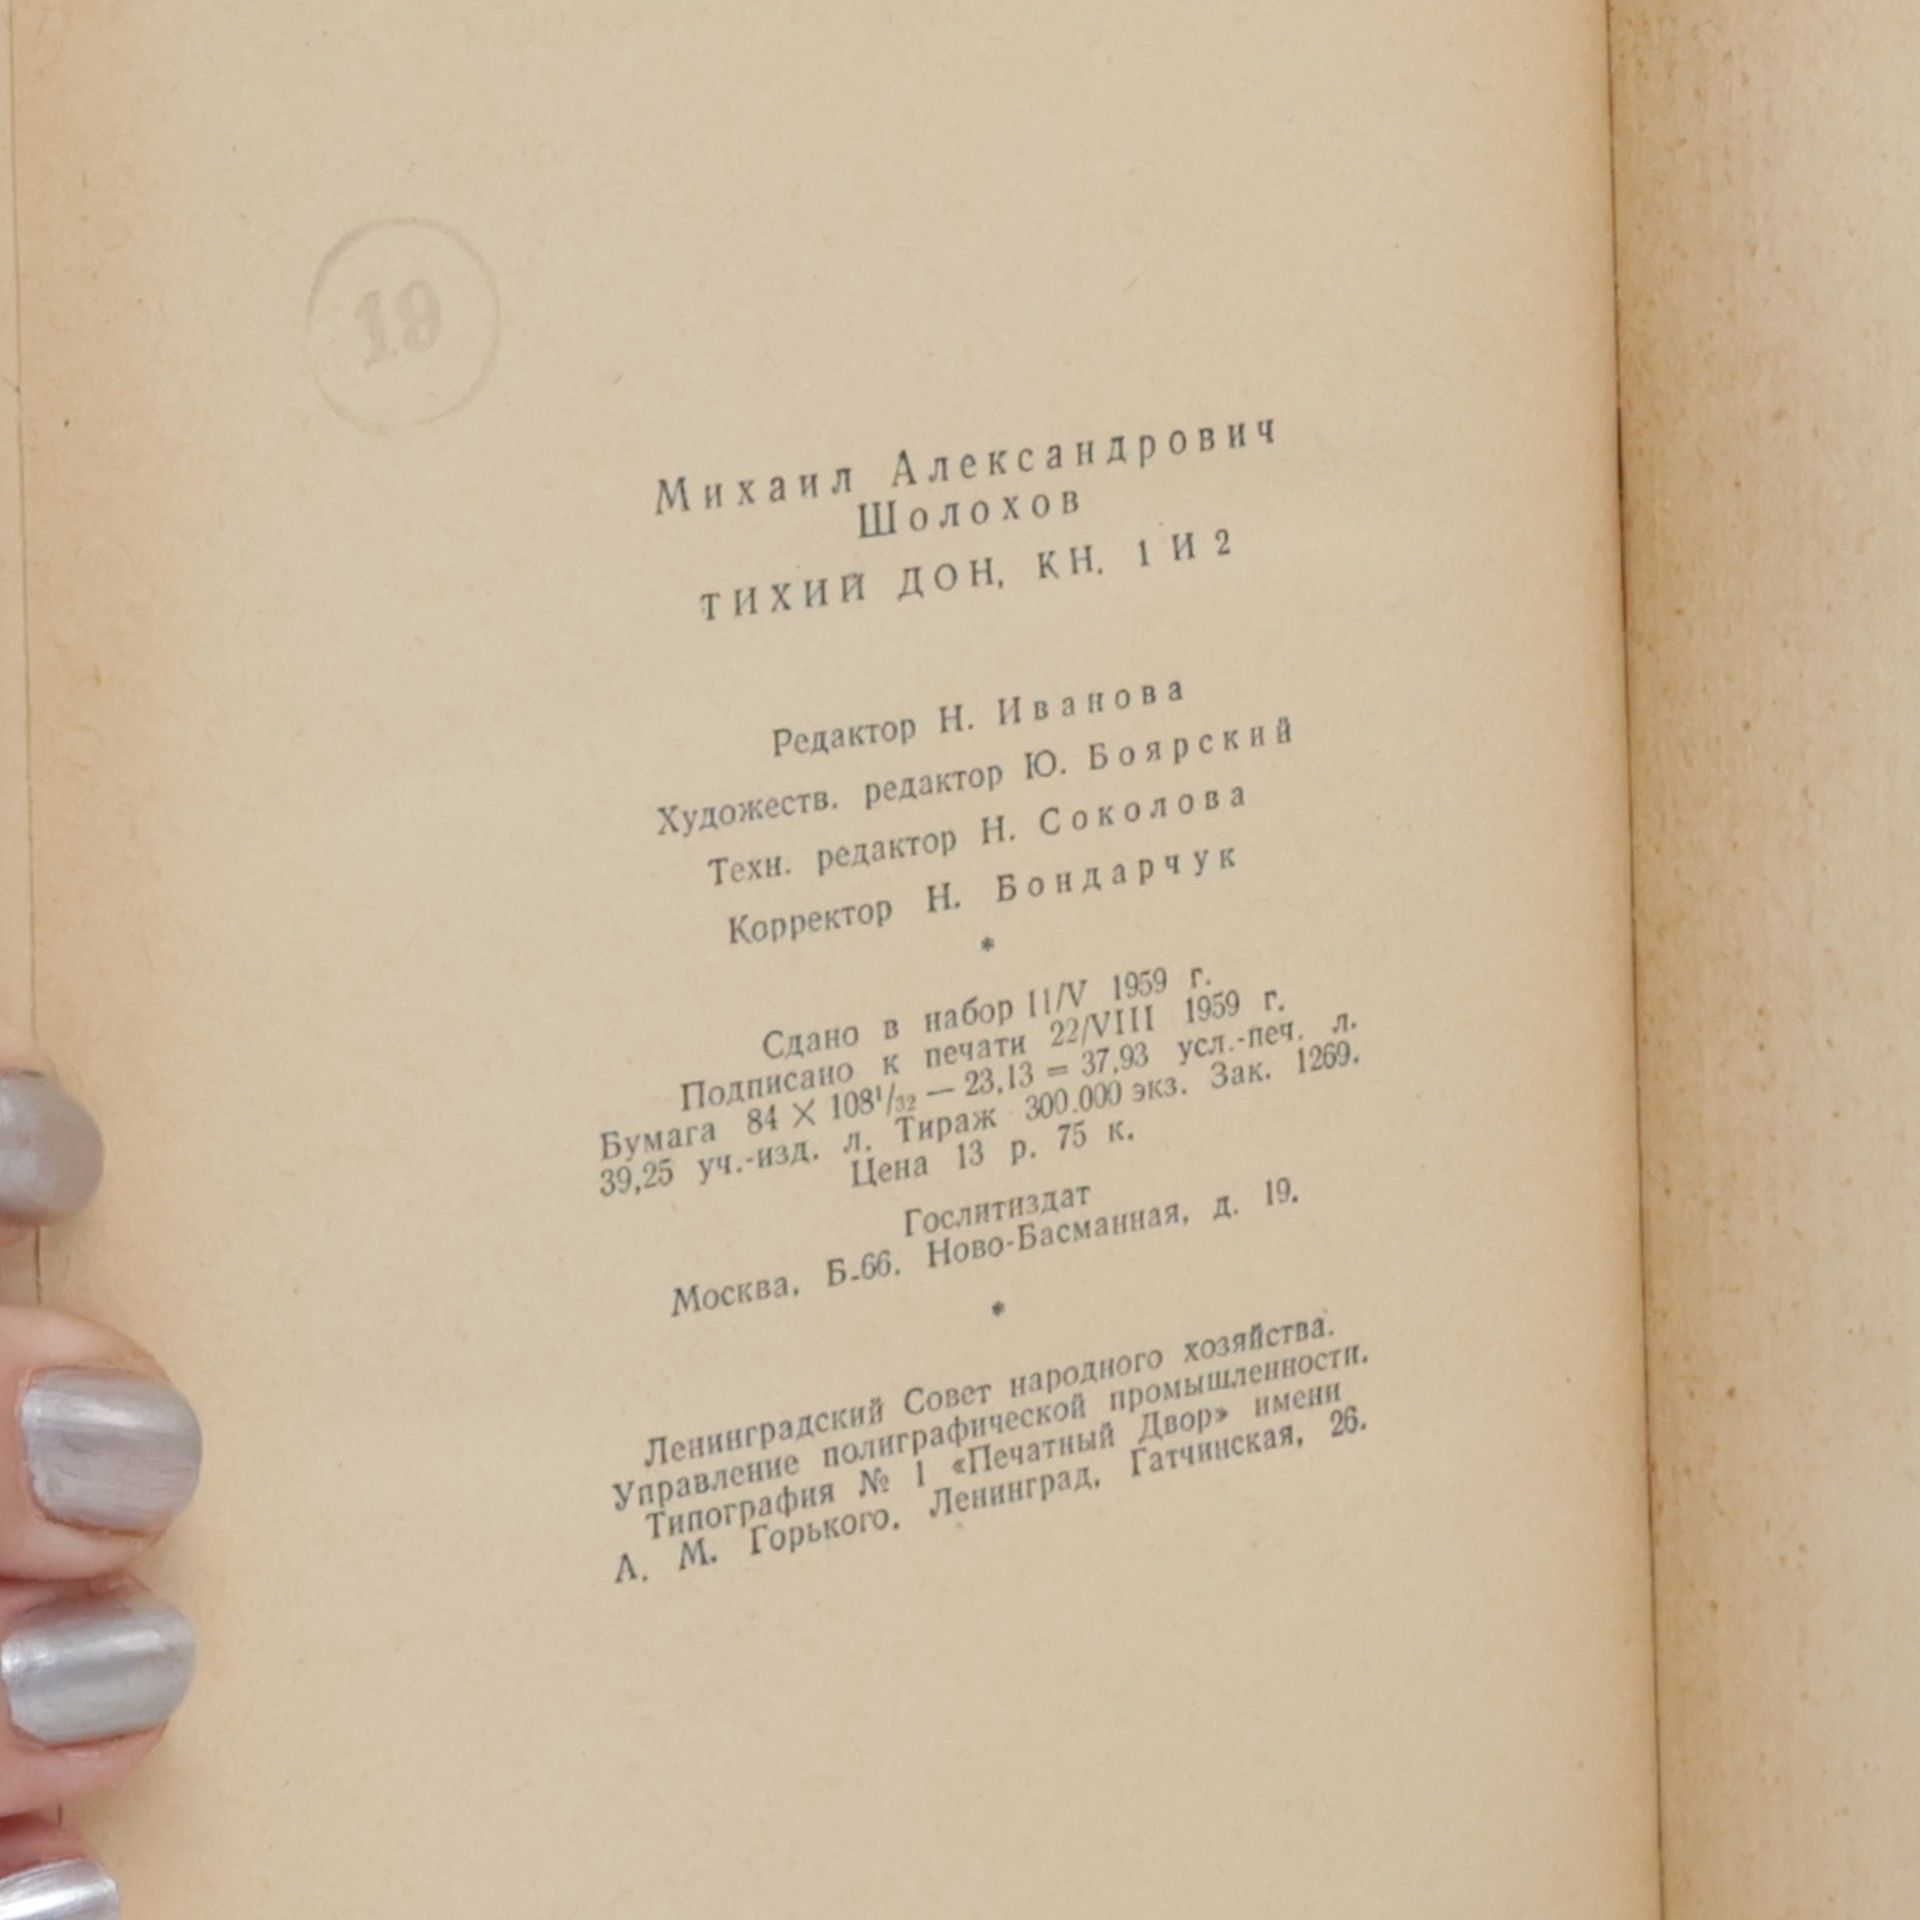 19
Михаил Александрович
Шолохов
ТИХИЙ ДОН, КН. 1 И 2
Редактор Н. Иванова
Художеств. редактор Ю. Боярский
Техн. редактор Н. Соколова
Корректор Н. Бондарчук
*
Сдано в набор 11/V 1959 г.
Подписано к печати 22/VIII 1959 г.
Бумага 84 × 108¹/₃₂ — 23,13 = 37,93 усл.-печ. л.
39,25 уч.-изд. л. Тираж 300.000 экз. Зак. 1269.
Цена 13 р. 75 к.
Гослитиздат
Москва, Б-66. Ново-Басманная, д. 19.
*
Ленинградский Совет народного хозяйства.
Управление полиграфической промышленности.
Типография № 1 «Печатный Двор» имени
А. М. Горького. Ленинград, Гатчинская, 26.